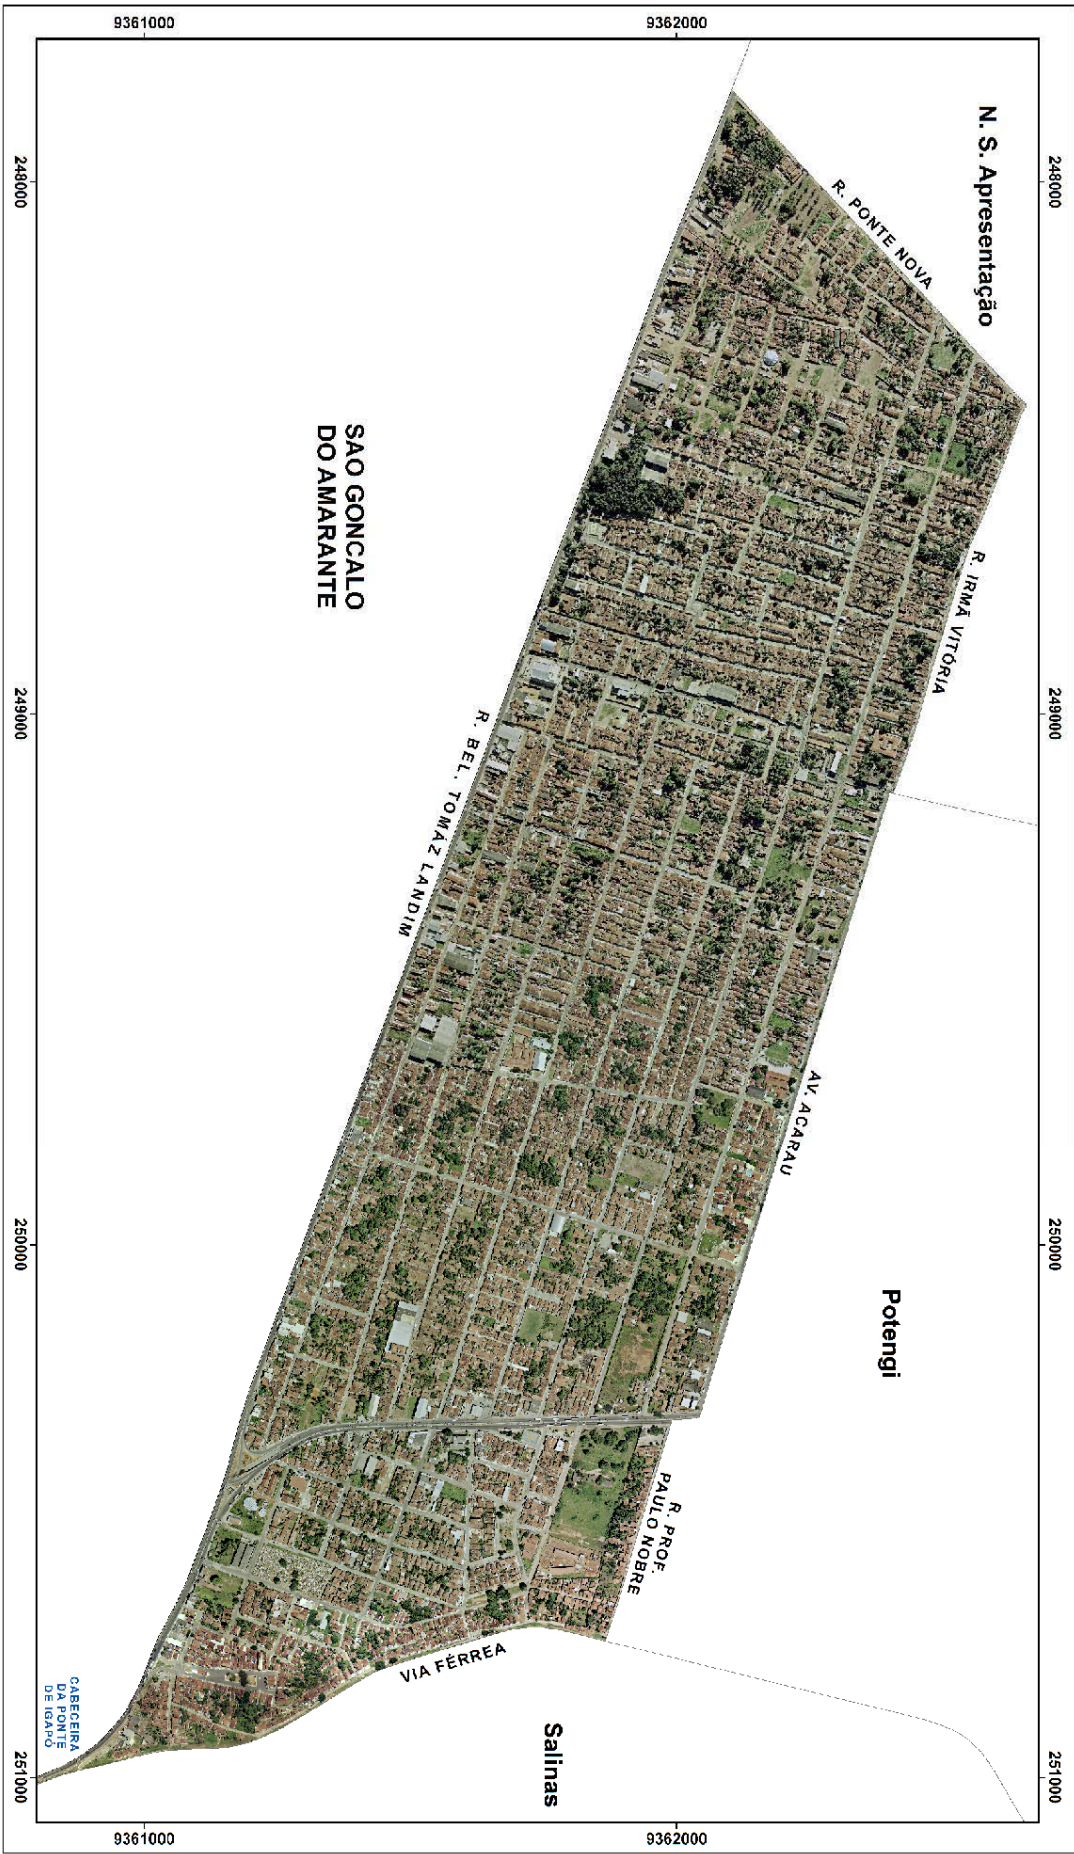 9361000
9362000
248000
248000
N. S. Apresentação
R. PONTE NOVA
SAO GONCALO
DO AMARANTE
R. IRMÃ VITÓRIA
249000
249000
R. BEL. TOMAZ LANDIM
AV. ACARAU
250000
250000
Potengi
R. PROF.
PAULO NOBRE
VIA FÉRREA
Salinas
CABECEIRA
DA PONTE
DE IGAPÓ
251000
251000
9361000
9362000